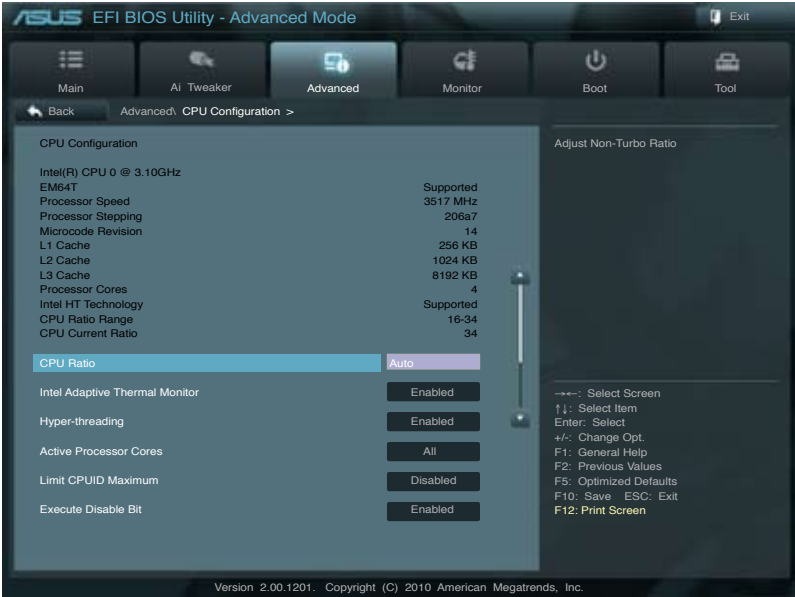 ASUS EFI BIOS Utility - Advanced Mode
Exit
Main
Ai Tweaker
Advanced
Monitor
Boot
Tool
Back
Advanced\ CPU Configuration >
CPU Configuration
Intel(R) CPU 0 @ 3.10GHz
EM64T Supported
Processor Speed 3517 MHz
Processor Stepping 206a7
Microcode Revision 14
L1 Cache 256 KB
L2 Cache 1024 KB
L3 Cache 8192 KB
Processor Cores 4
Intel HT Technology Supported
CPU Ratio Range 16-34
CPU Current Ratio 34
CPU Ratio Auto
Intel Adaptive Thermal Monitor Enabled
Hyper-threading Enabled
Active Processor Cores All
Limit CPUID Maximum Disabled
Execute Disable Bit Enabled
Adjust Non-Turbo Ratio
→←: Select Screen
↑↓: Select Item
Enter: Select
+/-: Change Opt.
F1: General Help
F2: Previous Values
F5: Optimized Defaults
F10: Save ESC: Exit
F12: Print Screen
Version 2.00.1201. Copyright (C) 2010 American Megatrends, Inc.